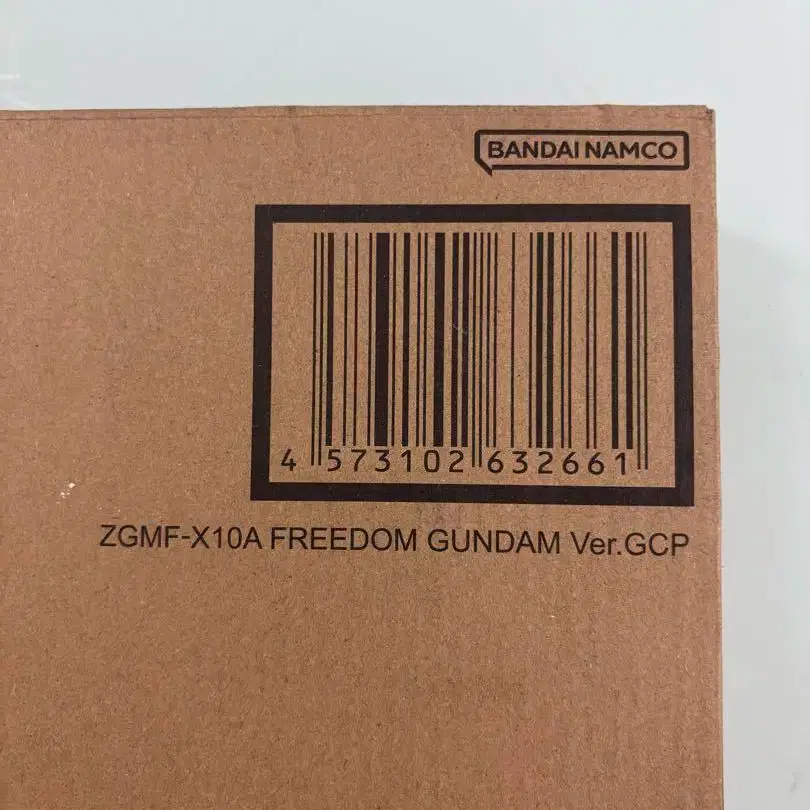 BANDAI NAMCO
4 573102 632661
ZGMF-X10A FREEDOM GUNDAM Ver.GCP